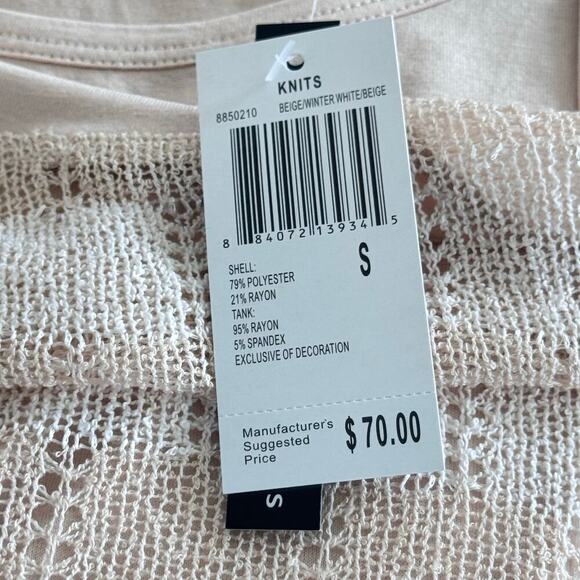 KNITS
8850210 BEIGE/WINTER WHITE/BEIGE
8 84072 13934 5
S
SHELL:
79% POLYESTER
21% RAYON
TANK:
95% RAYON
5% SPANDEX
EXCLUSIVE OF DECORATION
Manufacturer's
Suggested
Price
$70.00
S